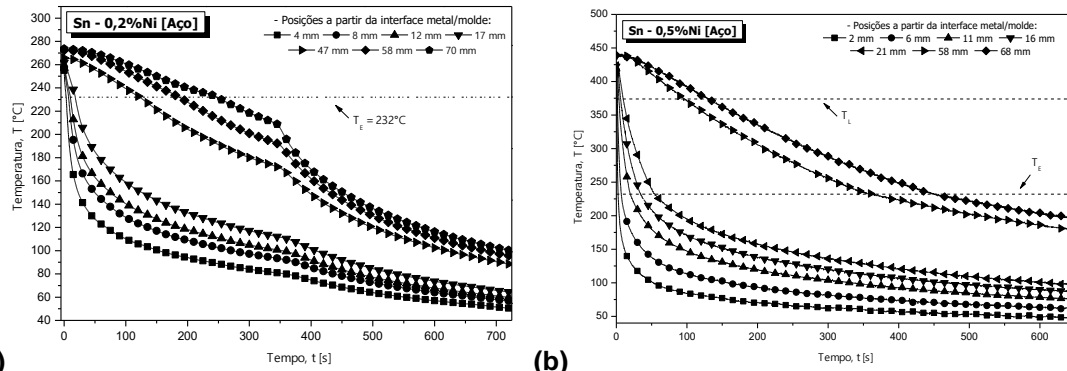 Sn - 0,2%Ni [Aço]
- Posições a partir da interface metal/molde:
4 mm 8 mm 12 mm 17 mm
47 mm 58 mm 70 mm
T_E = 232°C
Temperatura, T [°C]
280
260
240
220
200
180
160
140
120
100
80
60
40
0 100 200 300 400 500 600 700
Tempo, t [s]
)
Sn - 0,5%Ni [Aço]
- Posições a partir da interface metal/molde:
2 mm 6 mm 11 mm 16 mm
21 mm 58 mm 68 mm
T_L
T_E
Temperatura, T [°C]
500
450
400
350
300
250
200
150
100
50
0 100 200 300 400 500 600
Tempo, t [s]
(b)